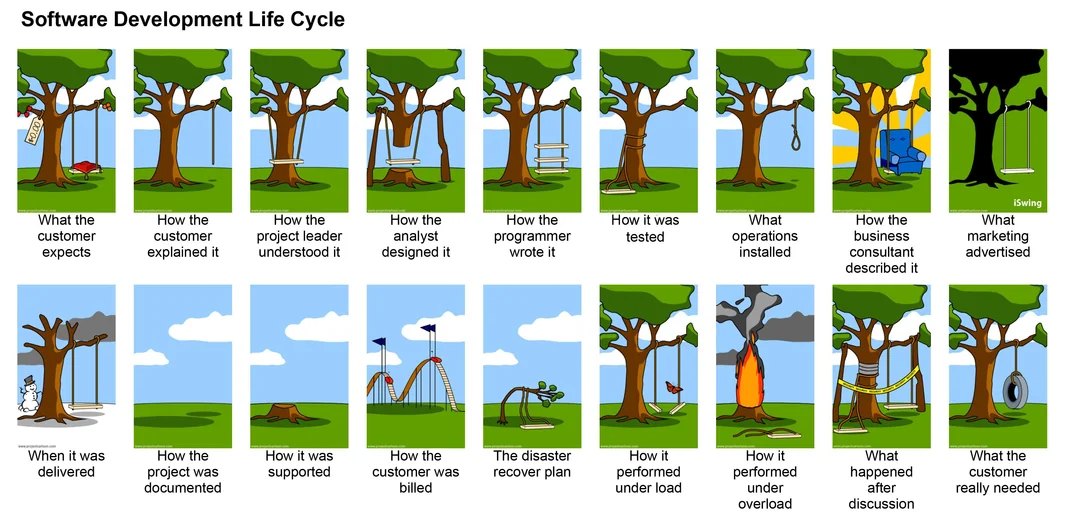 Software Development Life Cycle
What the
customer
expects
How the
customer
explained it
How the
project leader
understood it
How the
analyst
designed it
How the
programmer
wrote it
How it was
tested
What
operations
installed
How the
business
consultant
described it
iSwing
What
marketing
advertised
When it was
delivered
How the
project was
documented
How it was
supported
How the
customer was
billed
The disaster
recover plan
How it
performed
under load
How it
performed
under
overload
What
happened
after
discussion
What the
customer
really needed